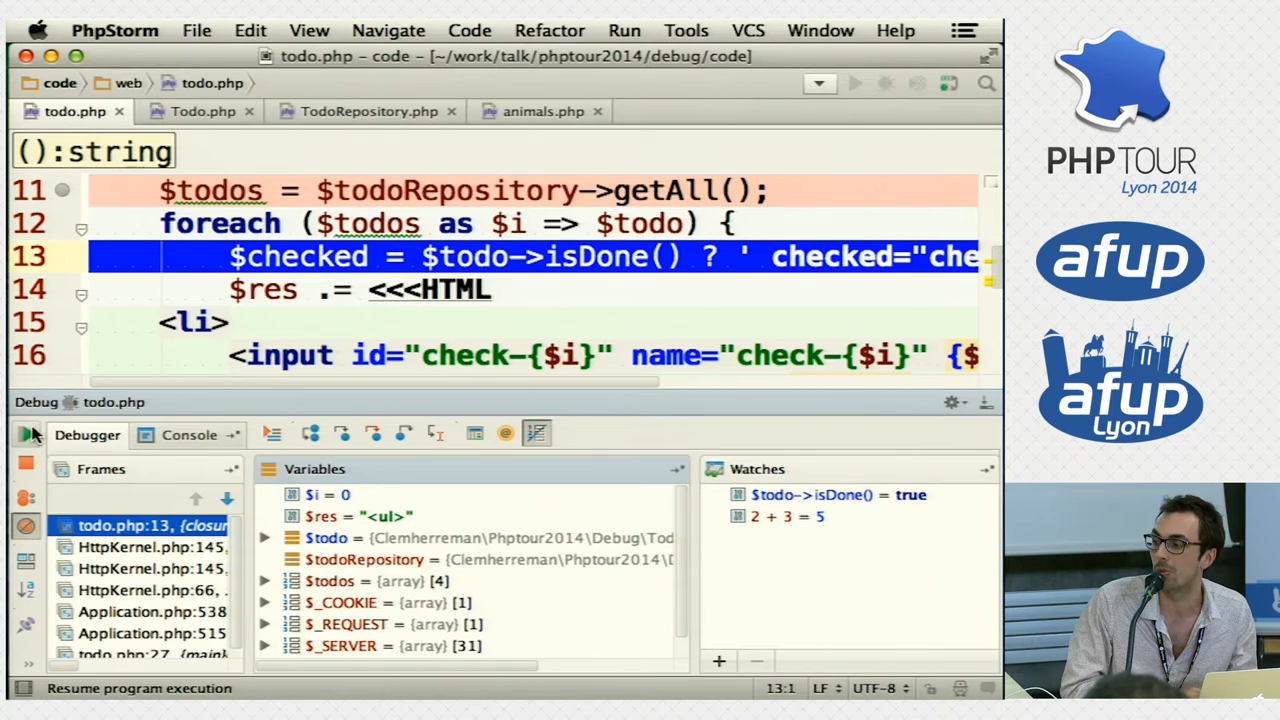 PhpStorm File Edit View Navigate Code Refactor Run Tools VCS Window Help
todo.php – code – [~/work/talk/phptour2014/debug/code]
code web todo.php
todo.php Todo.php TodoRepository.php animals.php
():string
11 $todos = $todoRepository->getAll();
12 foreach ($todos as $i => $todo) {
13 $checked = $todo->isDone() ? ' checked="che
14 $res .= <<<HTML
15 <li>
16 <input id="check-{$i}" name="check-{$i}" {$
Debug todo.php
Debugger Console
Frames
todo.php:13, {closur
HttpKernel.php:145,
HttpKernel.php:145,
HttpKernel.php:66, .
Application.php:538
Application.php:515
todo.php:27, {main}
Variables
$i = 0
$res = "<ul>"
$todo = {Clemherreman\Phptour2014\Debug\Tod
$todoRepository = {Clemherreman\Phptour2014\D
$todos = {array} [4]
$_COOKIE = {array} [1]
$_REQUEST = {array} [1]
$_SERVER = {array} [31]
Watches
$todo->isDone() = true
2 + 3 = 5
Resume program execution 13:1 LF UTF-8
PHP TOUR
Lyon 2014
afup
afup
Lyon